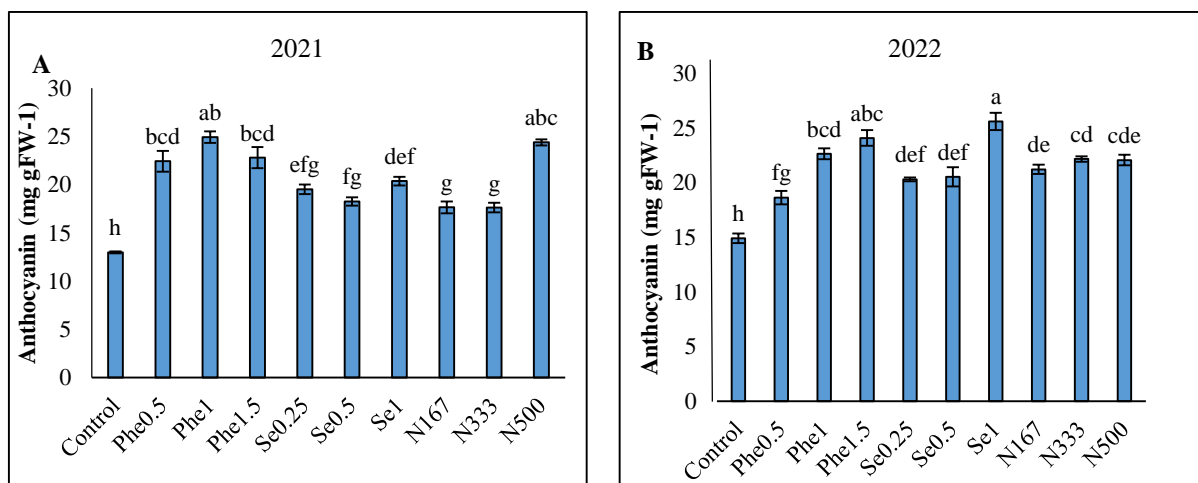 A
2021
Anthocyanin (mg gFW-1)
30
25
20
15
10
5
0
h
bcd
ab
bcd
efg
fg
def
g
g
abc
Control
Phe0.5
Phe1
Phe1.5
Se0.25
Se0.5
Se1
N167
N333
N500
B
2022
Anthocyanin (mg gFW-1)
30
25
20
15
10
5
0
h
fg
bcd
abc
def
def
a
de
cd
cde
Control
Phe0.5
Phe1
Phe1.5
Se0.25
Se0.5
Se1
N167
N333
N500